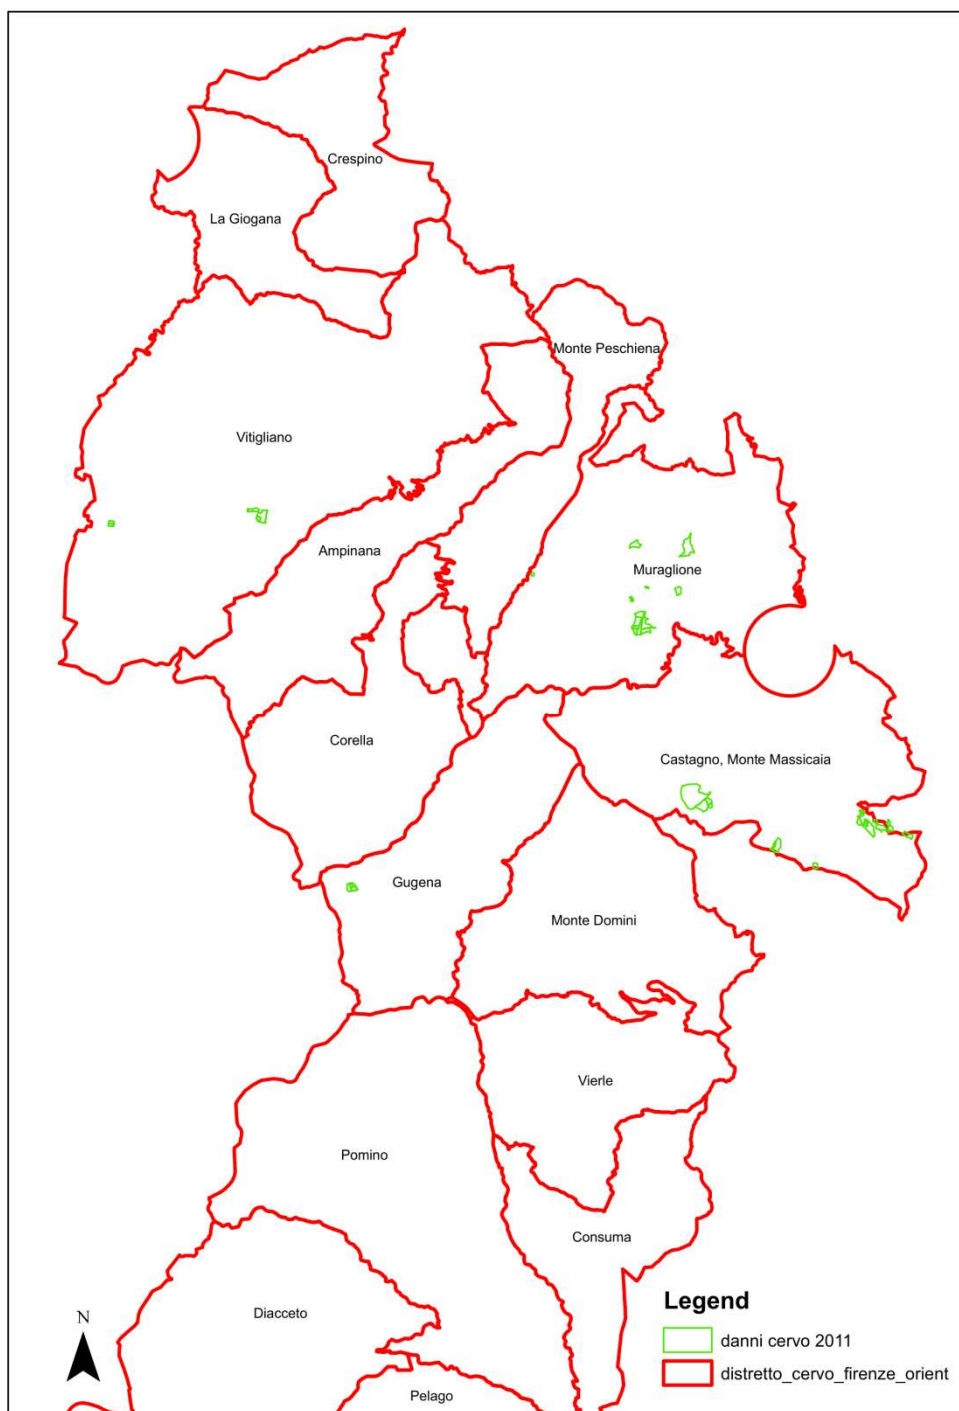 Crespino
La Giogana
Monte Peschiena
Vitigliano
Ampinana
Muraglione
Corella
Castagno, Monte Massicaia
Gugena
Monte Domini
Vierle
Pomino
Consuma
Diacceto
Pelago
N
Legend
danni cervo 2011
distretto_cervo_firenze_orient